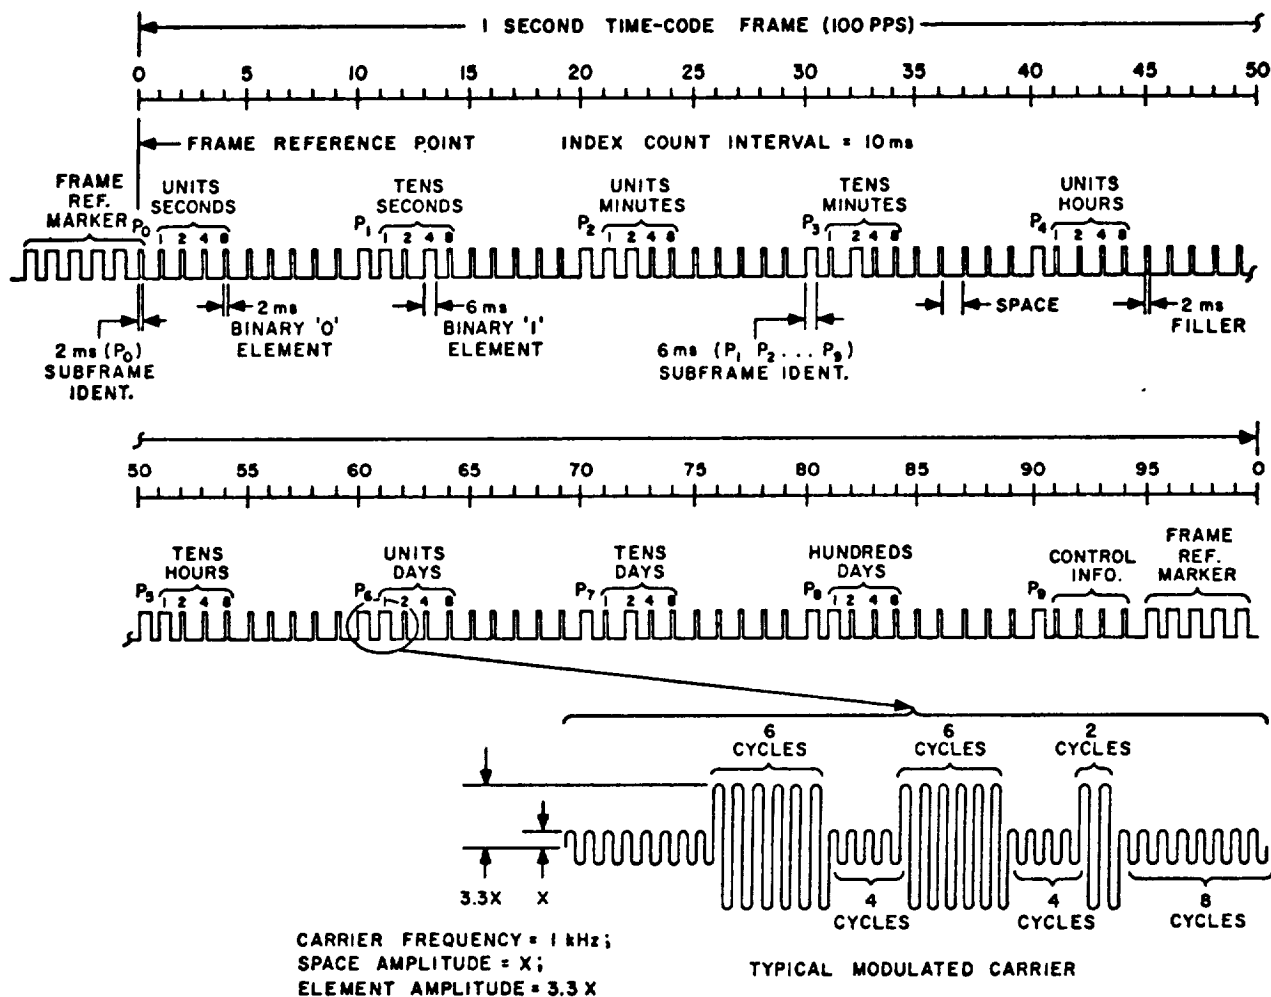 1 SECOND TIME-CODE FRAME (100 PPS)
0 5 10 15 20 25 30 35 40 45 50
FRAME REFERENCE POINT INDEX COUNT INTERVAL = 10 ms
FRAME REF. MARKER
UNITS SECONDS
TENS SECONDS
UNITS MINUTES
TENS MINUTES
UNITS HOURS
P0 1 2 4 8 P1 1 2 4 8 P2 1 2 4 8 P3 1 2 4 8 P4 1 2 4 8
2 ms (P0) SUBFRAME IDENT.
2 ms BINARY '0' ELEMENT
6 ms BINARY '1' ELEMENT
6 ms (P1 P2 ... P9) SUBFRAME IDENT.
SPACE
2 ms FILLER
50 55 60 65 70 75 80 85 90 95 0
TENS HOURS
UNITS DAYS
TENS DAYS
HUNDREDS DAYS
CONTROL INFO.
FRAME REF. MARKER
P5 1 2 4 8 P6 1 2 4 8 P7 1 2 4 8 P8 1 2 4 8 P9
6 CYCLES
6 CYCLES
2 CYCLES
3.3X X
4 CYCLES
4 CYCLES
8 CYCLES
CARRIER FREQUENCY = 1 kHz;
SPACE AMPLITUDE = X;
ELEMENT AMPLITUDE = 3.3 X
TYPICAL MODULATED CARRIER